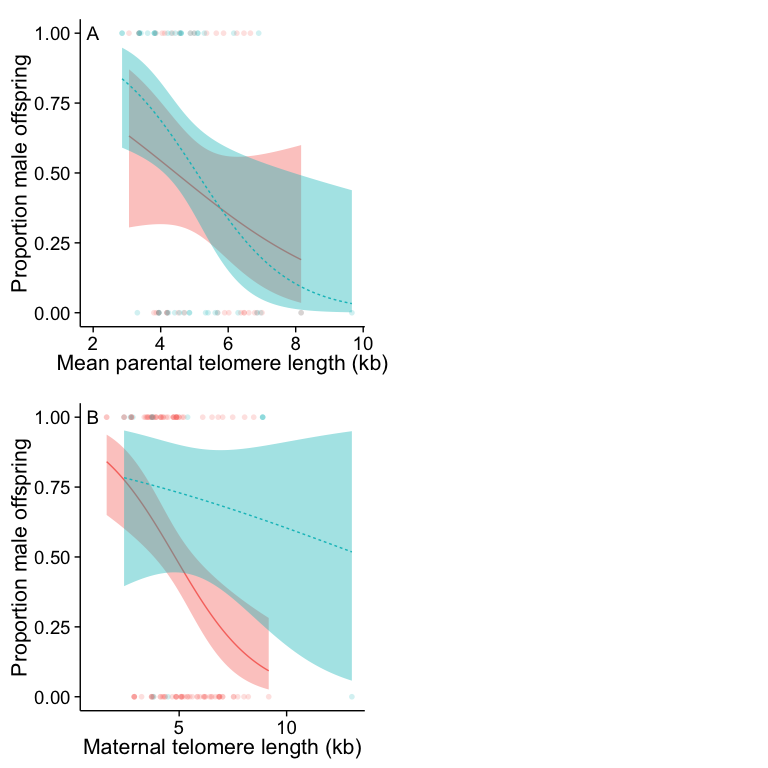 A
1.00
0.75
0.50
0.25
0.00
Proportion male offspring
2 4 6 8 10
Mean parental telomere length (kb)
B
1.00
0.75
0.50
0.25
0.00
Proportion male offspring
5 10
Maternal telomere length (kb)